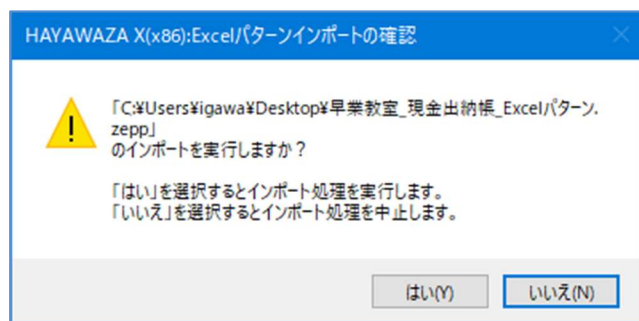 HAYAWAZA X(x86):Excelパターンインポートの確認
「C:¥Users¥igawa¥Desktop¥早業教室_現金出納帳_Excelパターン.
zepp」
のインポートを実行しますか？
「はい」を選択するとインポート処理を実行します。
「いいえ」を選択するとインポート処理を中止します。
はい(Y)
いいえ(N)